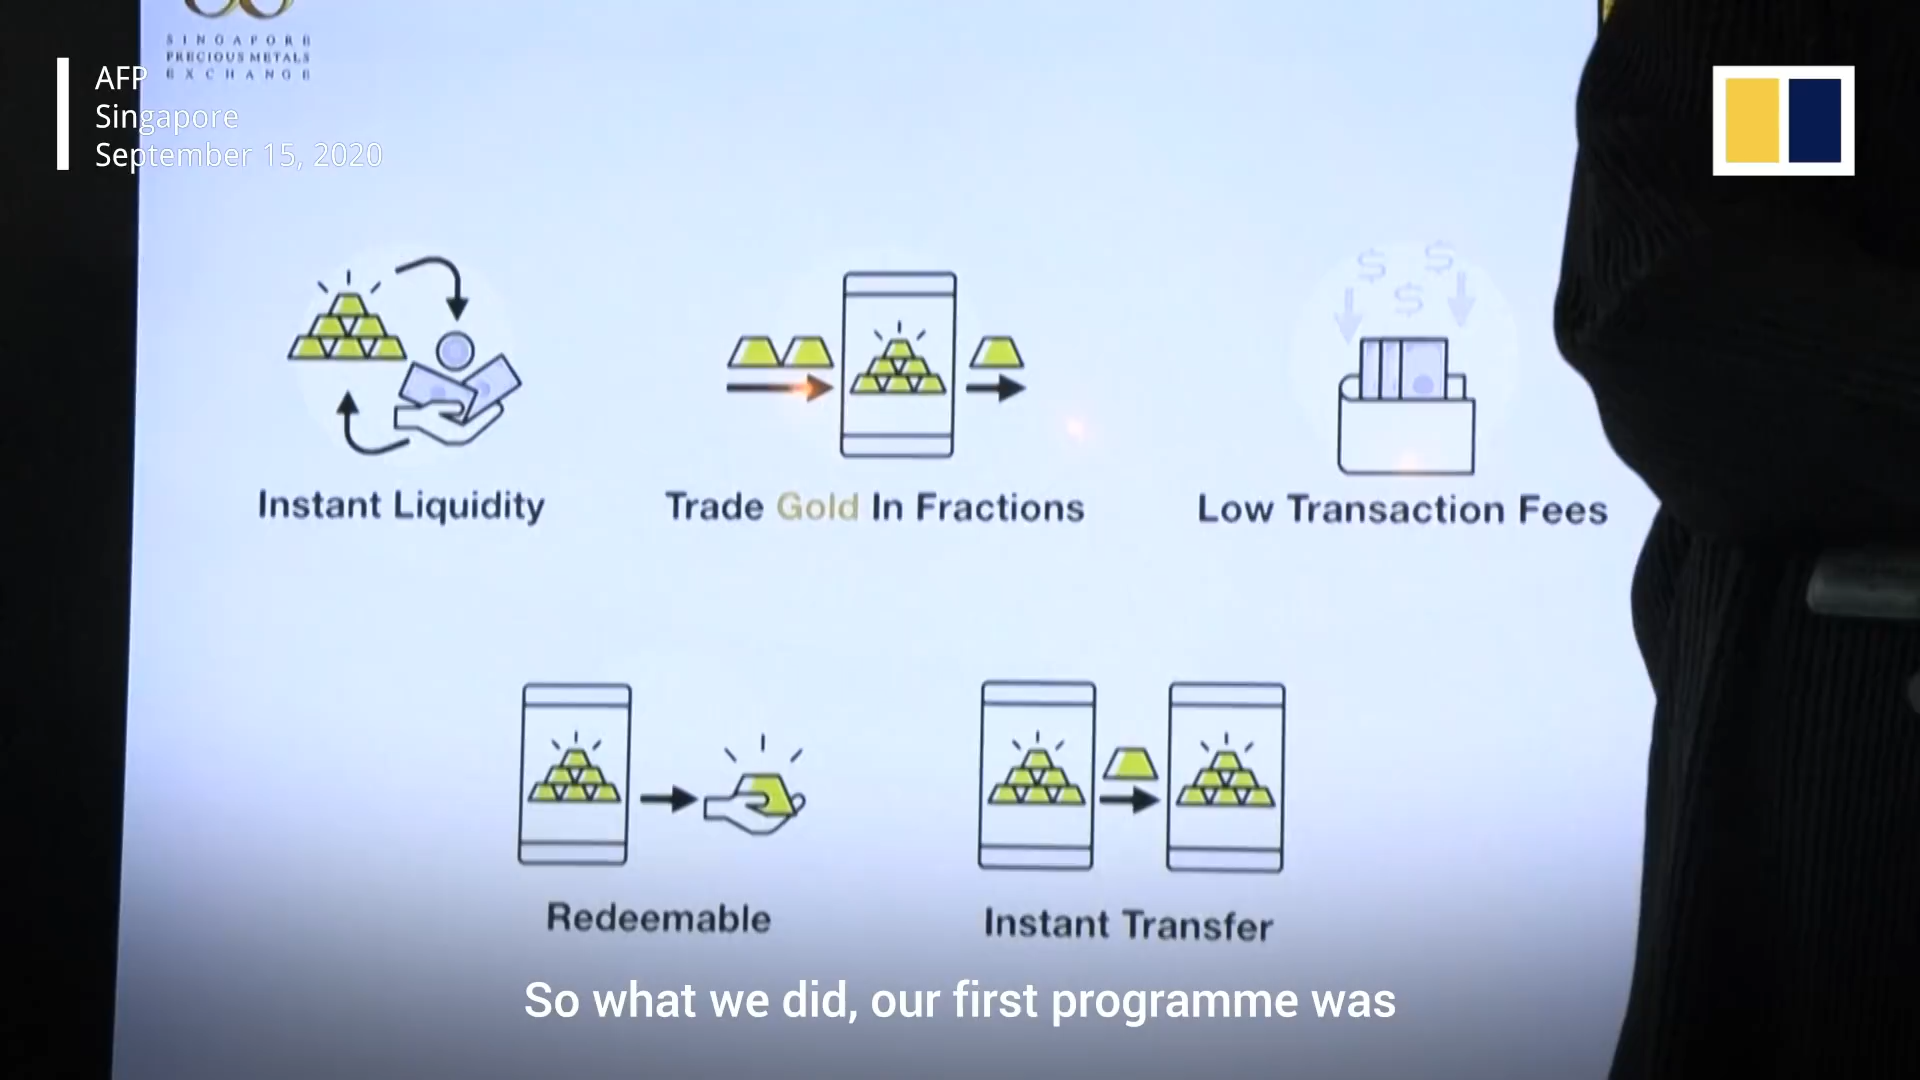 SINGAPORE
PRECIOUS METALS
EXCHANGE
AFP
Singapore
September 15, 2020
$ $
$
Instant Liquidity
Trade Gold In Fractions
Low Transaction Fees
Redeemable
Instant Transfer
So what we did, our first programme was